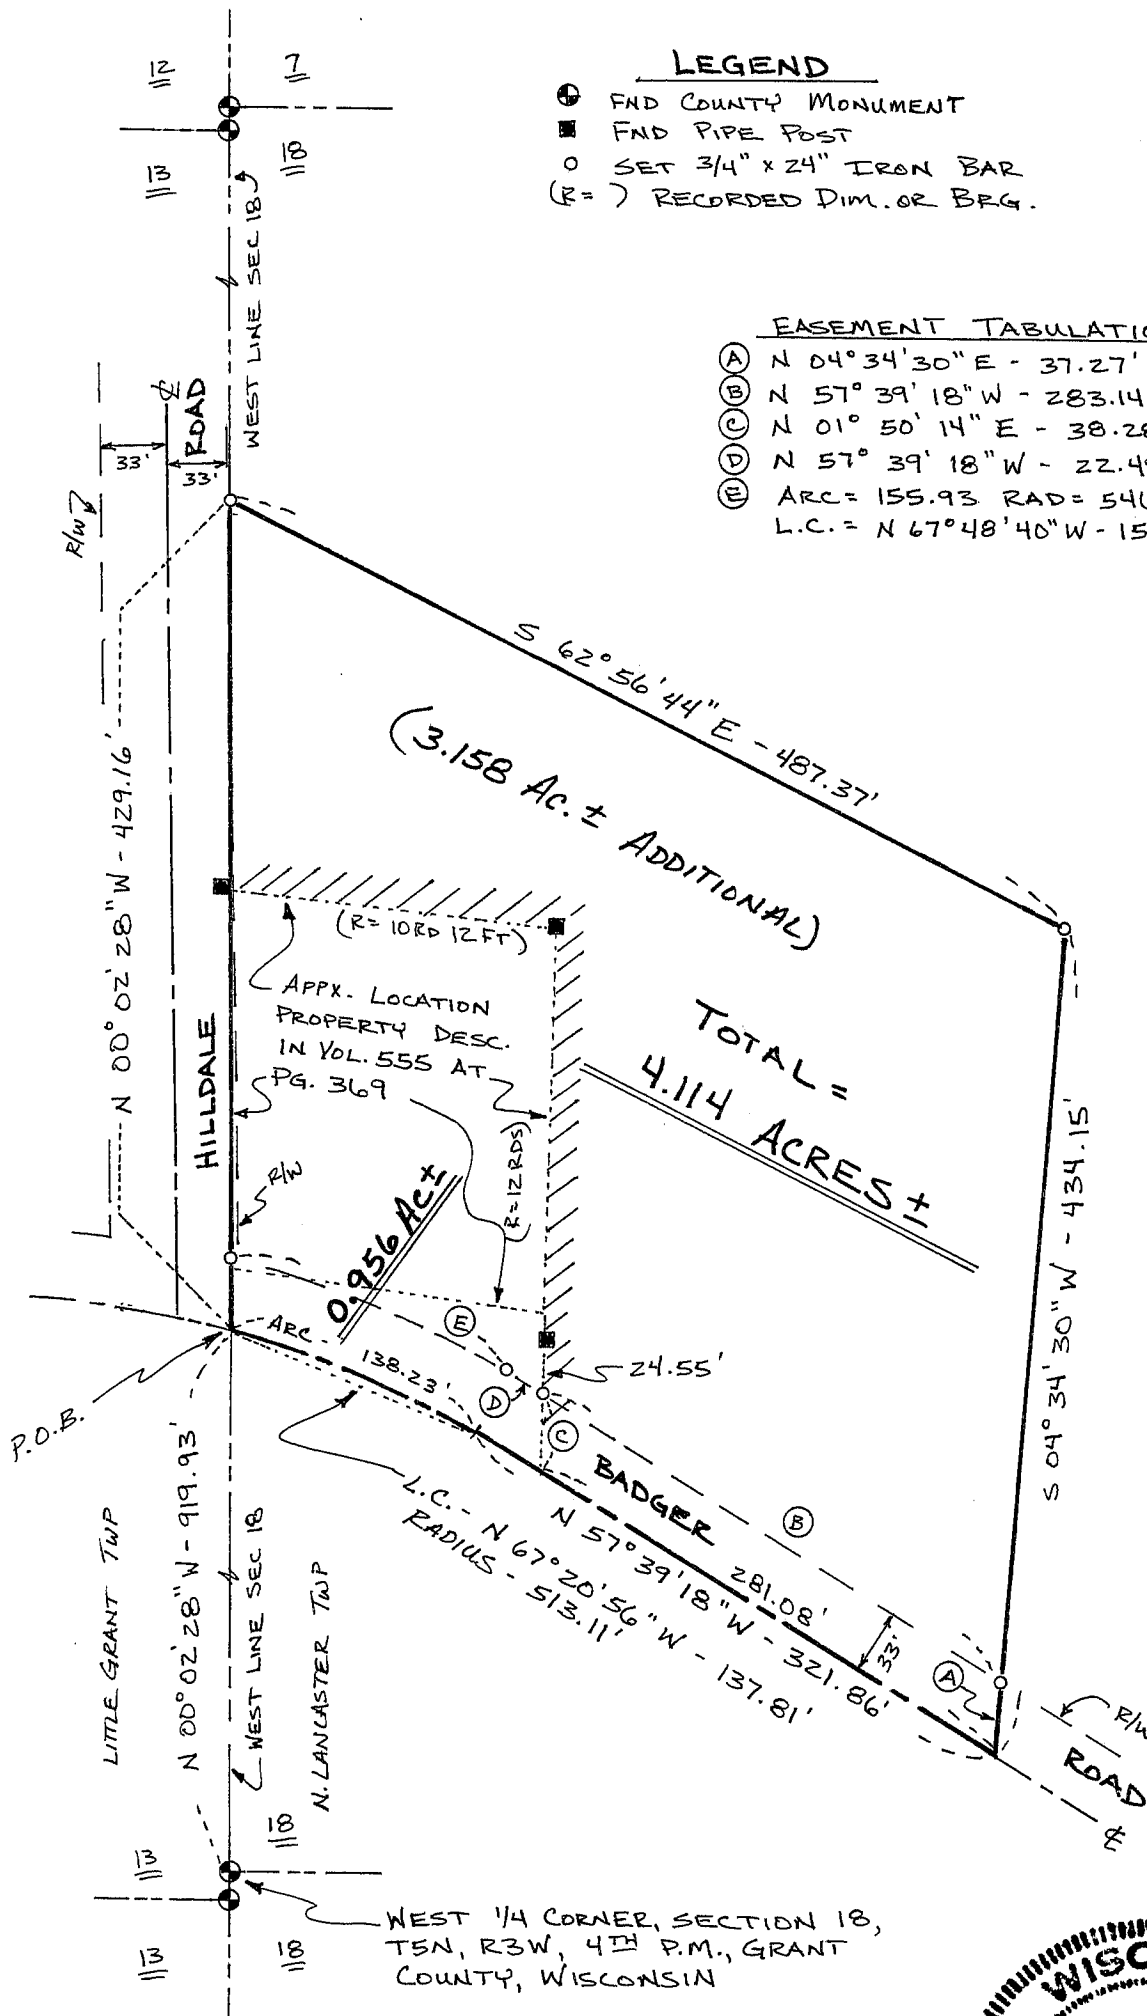 12
7
13
18
LEGEND
FND COUNTY MONUMENT
FND PIPE POST
SET 3/4" x 24" IRON BAR
(R= ) RECORDED DIM. OR BRG.
WEST LINE SEC 18
EASEMENT TABULATIO
A N 04°34'30" E - 37.27'
B N 57°39'18" W - 283.14
C N 01°50'14" E - 38.28
D N 57°39'18" W - 22.4
E ARC = 155.93 RAD = 546
L.C. = N 67°48'40" W - 15
33'
33'
ROAD
R/W
S 62°56'44" E - 487.37'
(3.158 AC. ± ADDITIONAL)
N 00°02'28" W - 429.16'
(R= 10RD 12 FT)
APPX. LOCATION
PROPERTY DESC.
IN VOL. 555 AT
PG. 369
HILLDALE
TOTAL =
4.114 ACRES ±
S 04°34'30" W - 434.15'
(R=12RDS)
R/W
0.956 AC±
E
ARC
138.23'
24.55'
D
C
P.O.B.
BADGER
B
L.C. - N 67°20'56" W - 137.81'
RADIUS - 513.11'
N 57°39'18" W - 321.86'
281.08'
33'
A
R/W
ROAD
LITTLE GRANT TWP
N 00°02'28" W - 919.93'
WEST LINE SEC 18
N. LANCASTER TWP
18
13
WEST 1/4 CORNER, SECTION 18,
T5N, R3W, 4TH P.M., GRANT
COUNTY, WISCONSIN
13
18
WISC